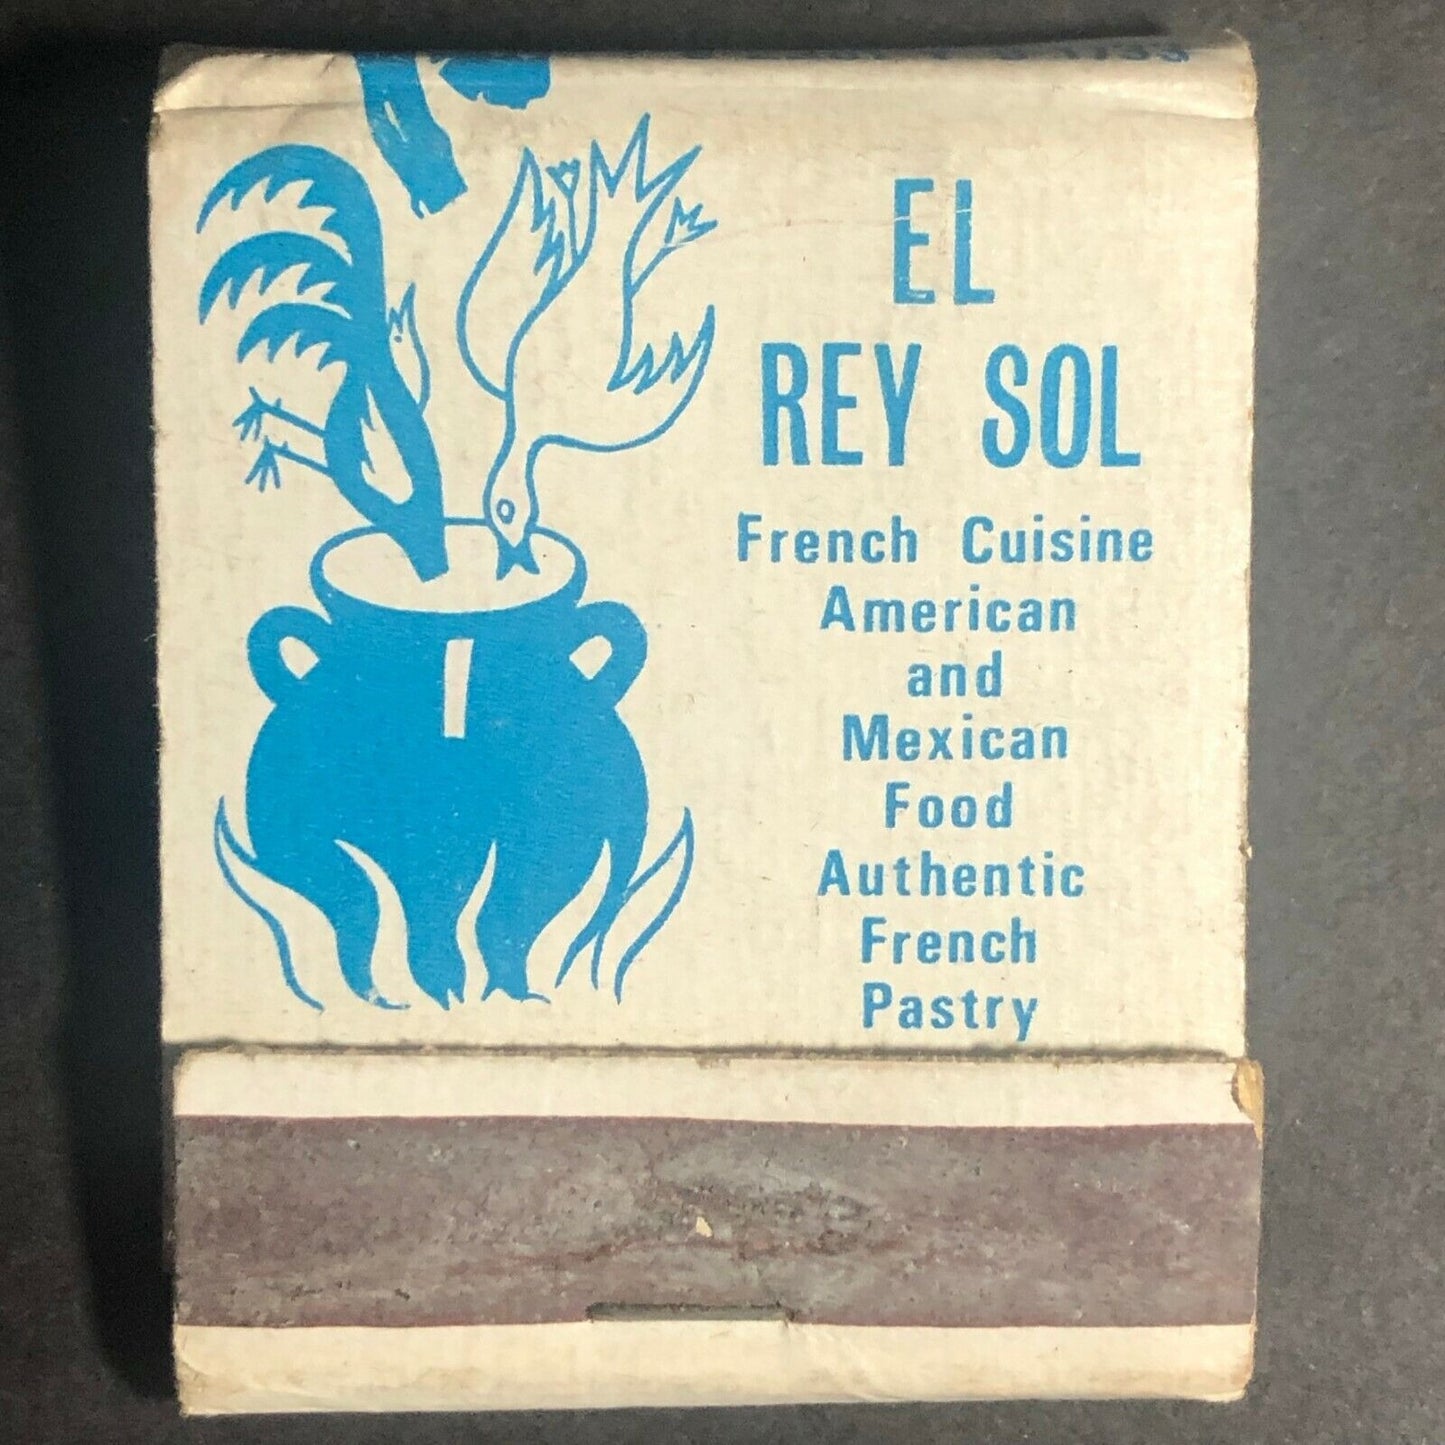 EL
REY SOL
French Cuisine
American
and
Mexican
Food
Authentic
French
Pastry